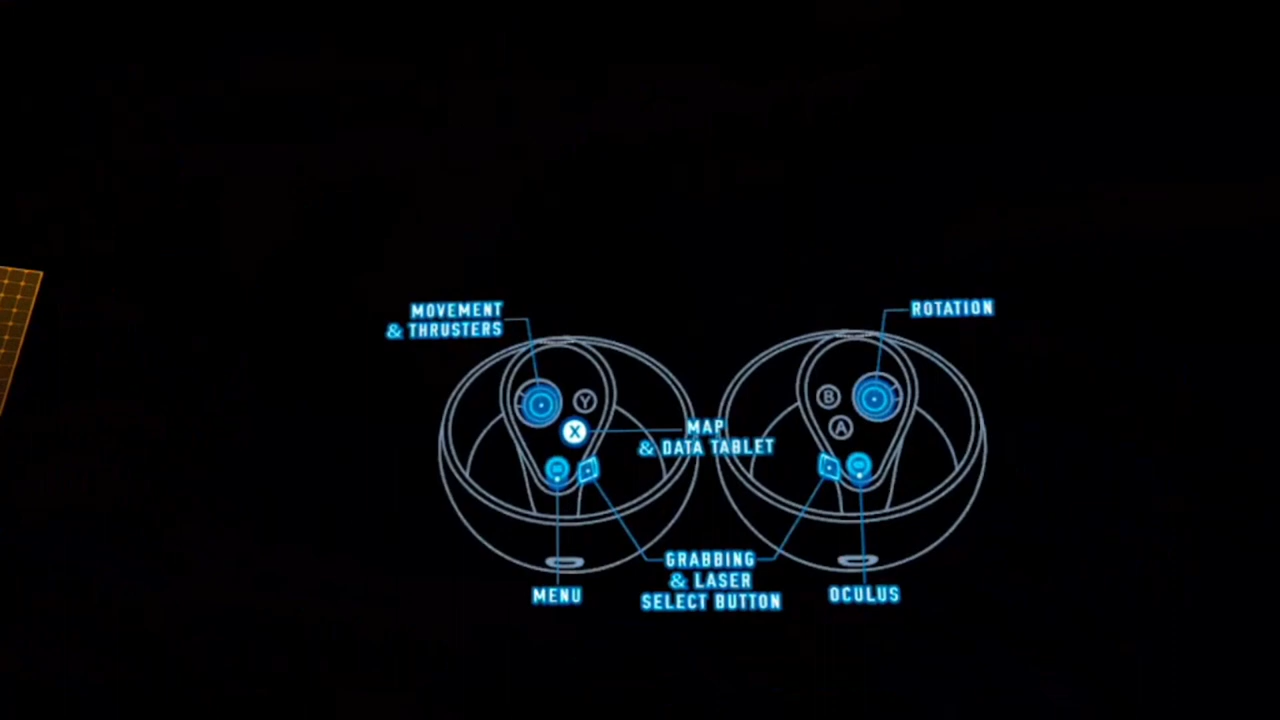 MOVEMENT
& THRUSTERS
ROTATION
Y
B
X
A
MAP
& DATA TABLET
GRABBING
& LASER
SELECT BUTTON
MENU
OCULUS